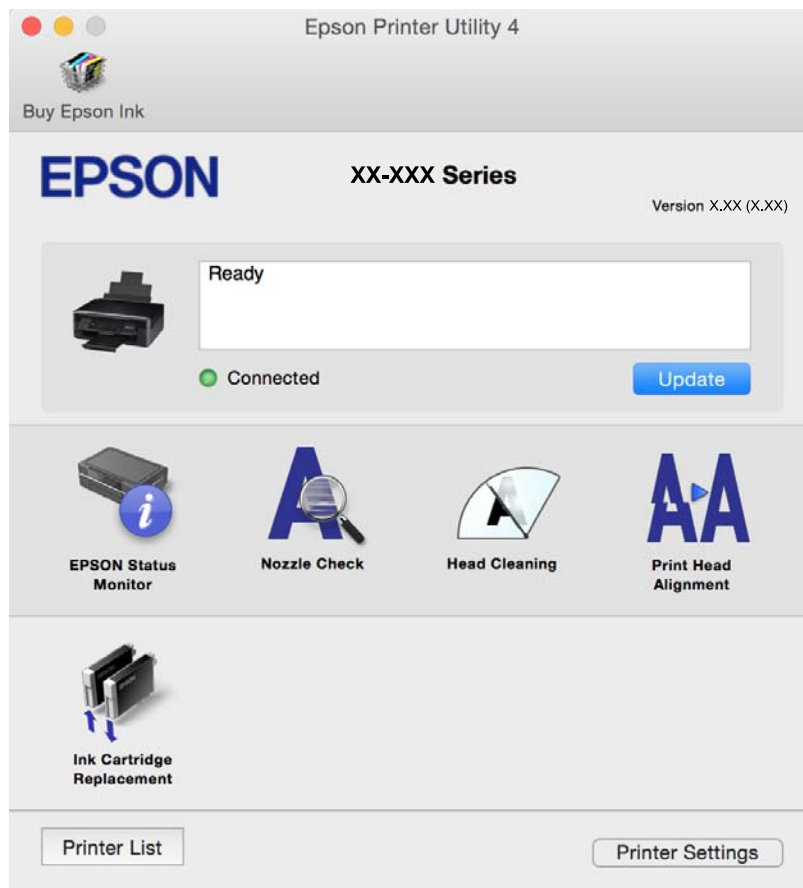 Epson Printer Utility 4
Buy Epson Ink
EPSON
XX-XXX Series
Version X.XX (X.XX)
Ready
Connected
Update
EPSON Status
Monitor
Nozzle Check
Head Cleaning
Print Head
Alignment
Ink Cartridge
Replacement
Printer List
Printer Settings